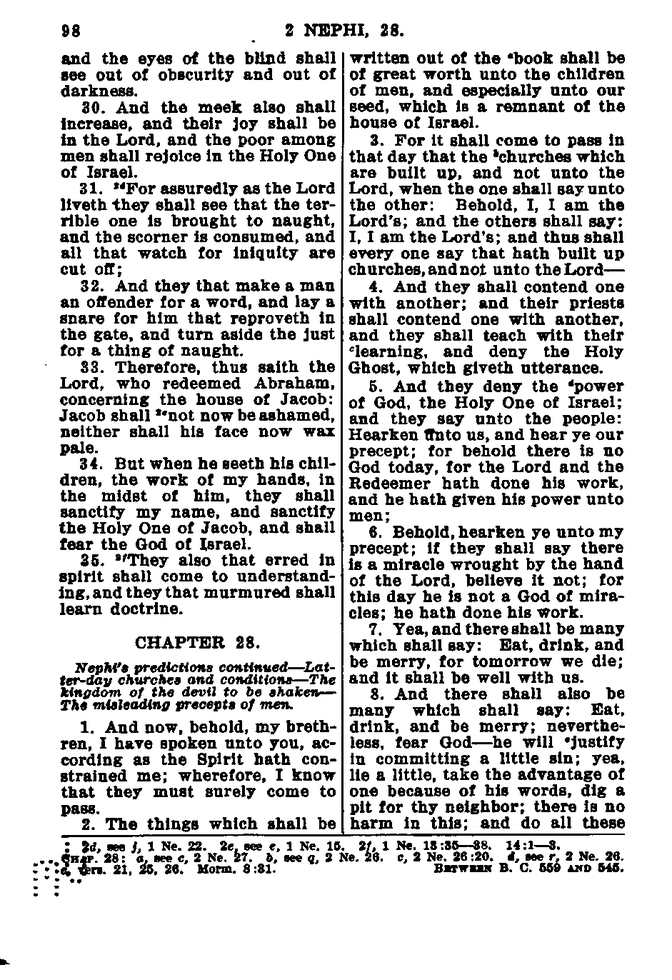 98
2 NEPHI, 28.
and the eyes of the blind shall
see out of obscurity and out of
darkness.
30. And the meek also shall
increase, and their joy shall be
in the Lord, and the poor among
men shall rejoice in the Holy One
of Israel.
31. 2dFor assuredly as the Lord
liveth they shall see that the ter-
rible one is brought to naught,
and the scorner is consumed, and
all that watch for iniquity are
cut off;
32. And they that make a man
an offender for a word, and lay a
snare for him that reproveth in
the gate, and turn aside the just
for a thing of naught.
33. Therefore, thus saith the
Lord, who redeemed Abraham,
concerning the house of Jacob:
Jacob shall 2enot now be ashamed,
neither shall his face now wax
pale.
34. But when he seeth his chil-
dren, the work of my hands, in
the midst of him, they shall
sanctify my name, and sanctify
the Holy One of Jacob, and shall
fear the God of Israel.
35. 2fThey also that erred in
spirit shall come to understand-
ing, and they that murmured shall
learn doctrine.
CHAPTER 28.
Nephi's predictions continued—Lat-
ter-day churches and conditions—The
kingdom of the devil to be shaken—
The misleading precepts of men.
1. And now, behold, my breth-
ren, I have spoken unto you, ac-
cording as the Spirit hath con-
strained me; wherefore, I know
that they must surely come to
pass.
2. The things which shall be
written out of the abook shall be
of great worth unto the children
of men, and especially unto our
seed, which is a remnant of the
house of Israel.
3. For it shall come to pass in
that day that the bchurches which
are built up, and not unto the
Lord, when the one shall say unto
the other: Behold, I, I am the
Lord's; and the others shall say:
I, I am the Lord's; and thus shall
every one say that hath built up
churches, and not unto the Lord—
4. And they shall contend one
with another; and their priests
shall contend one with another,
and they shall teach with their
clearning, and deny the Holy
Ghost, which giveth utterance.
5. And they deny the dpower
of God, the Holy One of Israel;
and they say unto the people:
Hearken unto us, and hear ye our
precept; for behold there is no
God today, for the Lord and the
Redeemer hath done his work,
and he hath given his power unto
men;
6. Behold, hearken ye unto my
precept; if they shall say there
is a miracle wrought by the hand
of the Lord, believe it not; for
this day he is not a God of mira-
cles; he hath done his work.
7. Yea, and there shall be many
which shall say: Eat, drink, and
be merry, for tomorrow we die;
and it shall be well with us.
8. And there shall also be
many which shall say: Eat,
drink, and be merry; neverthe-
less, fear God—he will ejustify
in committing a little sin; yea,
lie a little, take the advantage of
one because of his words, dig a
pit for thy neighbor; there is no
harm in this; and do all these
2d, see j, 1 Ne. 22. 2e, see e, 1 Ne. 15. 2f, 1 Ne. 13:35—38. 14:1—3.
CHAP. 28: a, see c, 2 Ne. 27. b, see q, 2 Ne. 26. c, 2 Ne. 26:20. d, see r, 2 Ne. 26.
vers. 21, 25, 26. Morm. 8:31. BETWEEN B. C. 559 AND 545.